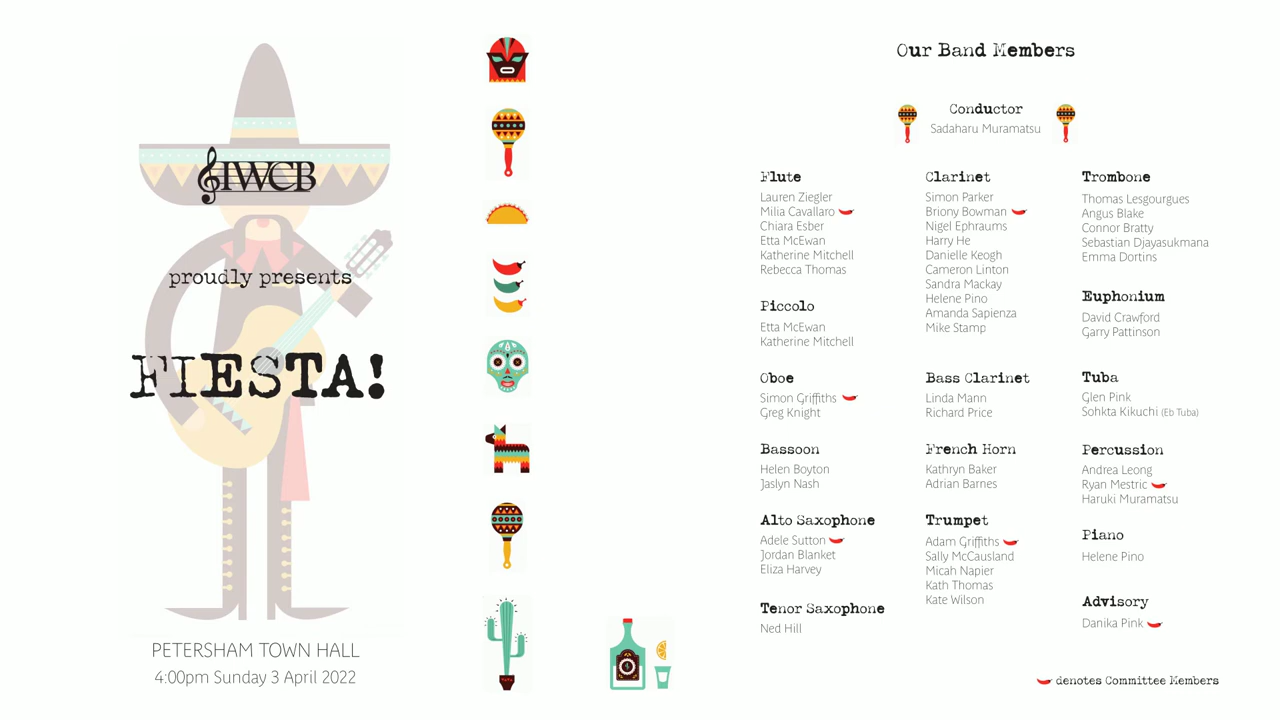 IWCB
proudly presents
FIESTA!
PETERSHAM TOWN HALL
4:00pm Sunday 3 April 2022
Our Band Members
Conductor
Sadaharu Muramatsu
Flute
Lauren Ziegler
Milia Cavallaro
Chiara Esber
Etta McEwan
Katherine Mitchell
Rebecca Thomas
Piccolo
Etta McEwan
Katherine Mitchell
Oboe
Simon Griffiths
Greg Knight
Bassoon
Helen Boyton
Jaslyn Nash
Alto Saxophone
Adele Sutton
Jordan Blanket
Eliza Harvey
Tenor Saxophone
Ned Hill
Clarinet
Simon Parker
Briony Bowman
Nigel Ephraums
Harry He
Danielle Keogh
Cameron Linton
Sandra Mackay
Helene Pino
Amanda Sapienza
Mike Stamp
Bass Clarinet
Linda Mann
Richard Price
French Horn
Kathryn Baker
Adrian Barnes
Trumpet
Adam Griffiths
Sally McCausland
Micah Napier
Kath Thomas
Kate Wilson
Trombone
Thomas Lesgourgues
Angus Blake
Connor Bratty
Sebastian Djayasukmana
Emma Dortins
Euphonium
David Crawford
Garry Pattinson
Tuba
Glen Pink
Sohkta Kikuchi (Eb Tuba)
Percussion
Andrea Leong
Ryan Mestric
Haruki Muramatsu
Piano
Helene Pino
Advisory
Danika Pink
denotes Committee Members